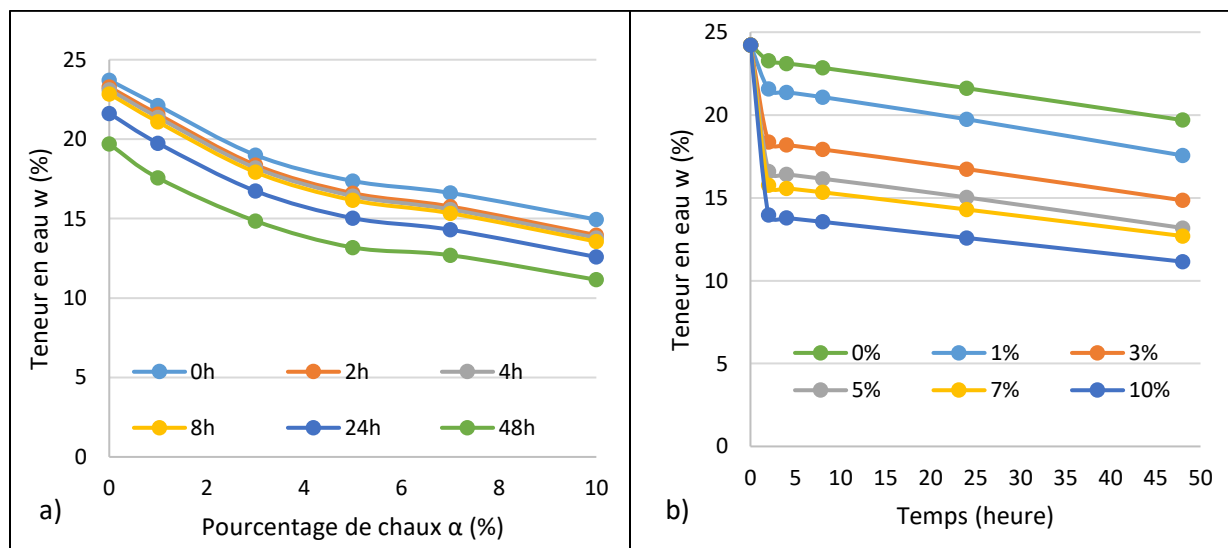 25
20
15
10
5
0
Teneur en eau w (%)
0h 2h 4h
8h 24h 48h
0 2 4 6 8 10
Pourcentage de chaux α (%)
a)
25
20
15
10
5
0
Teneur en eau w (%)
0% 1% 3%
5% 7% 10%
0 5 10 15 20 25 30 35 40 45 50
Temps (heure)
b)